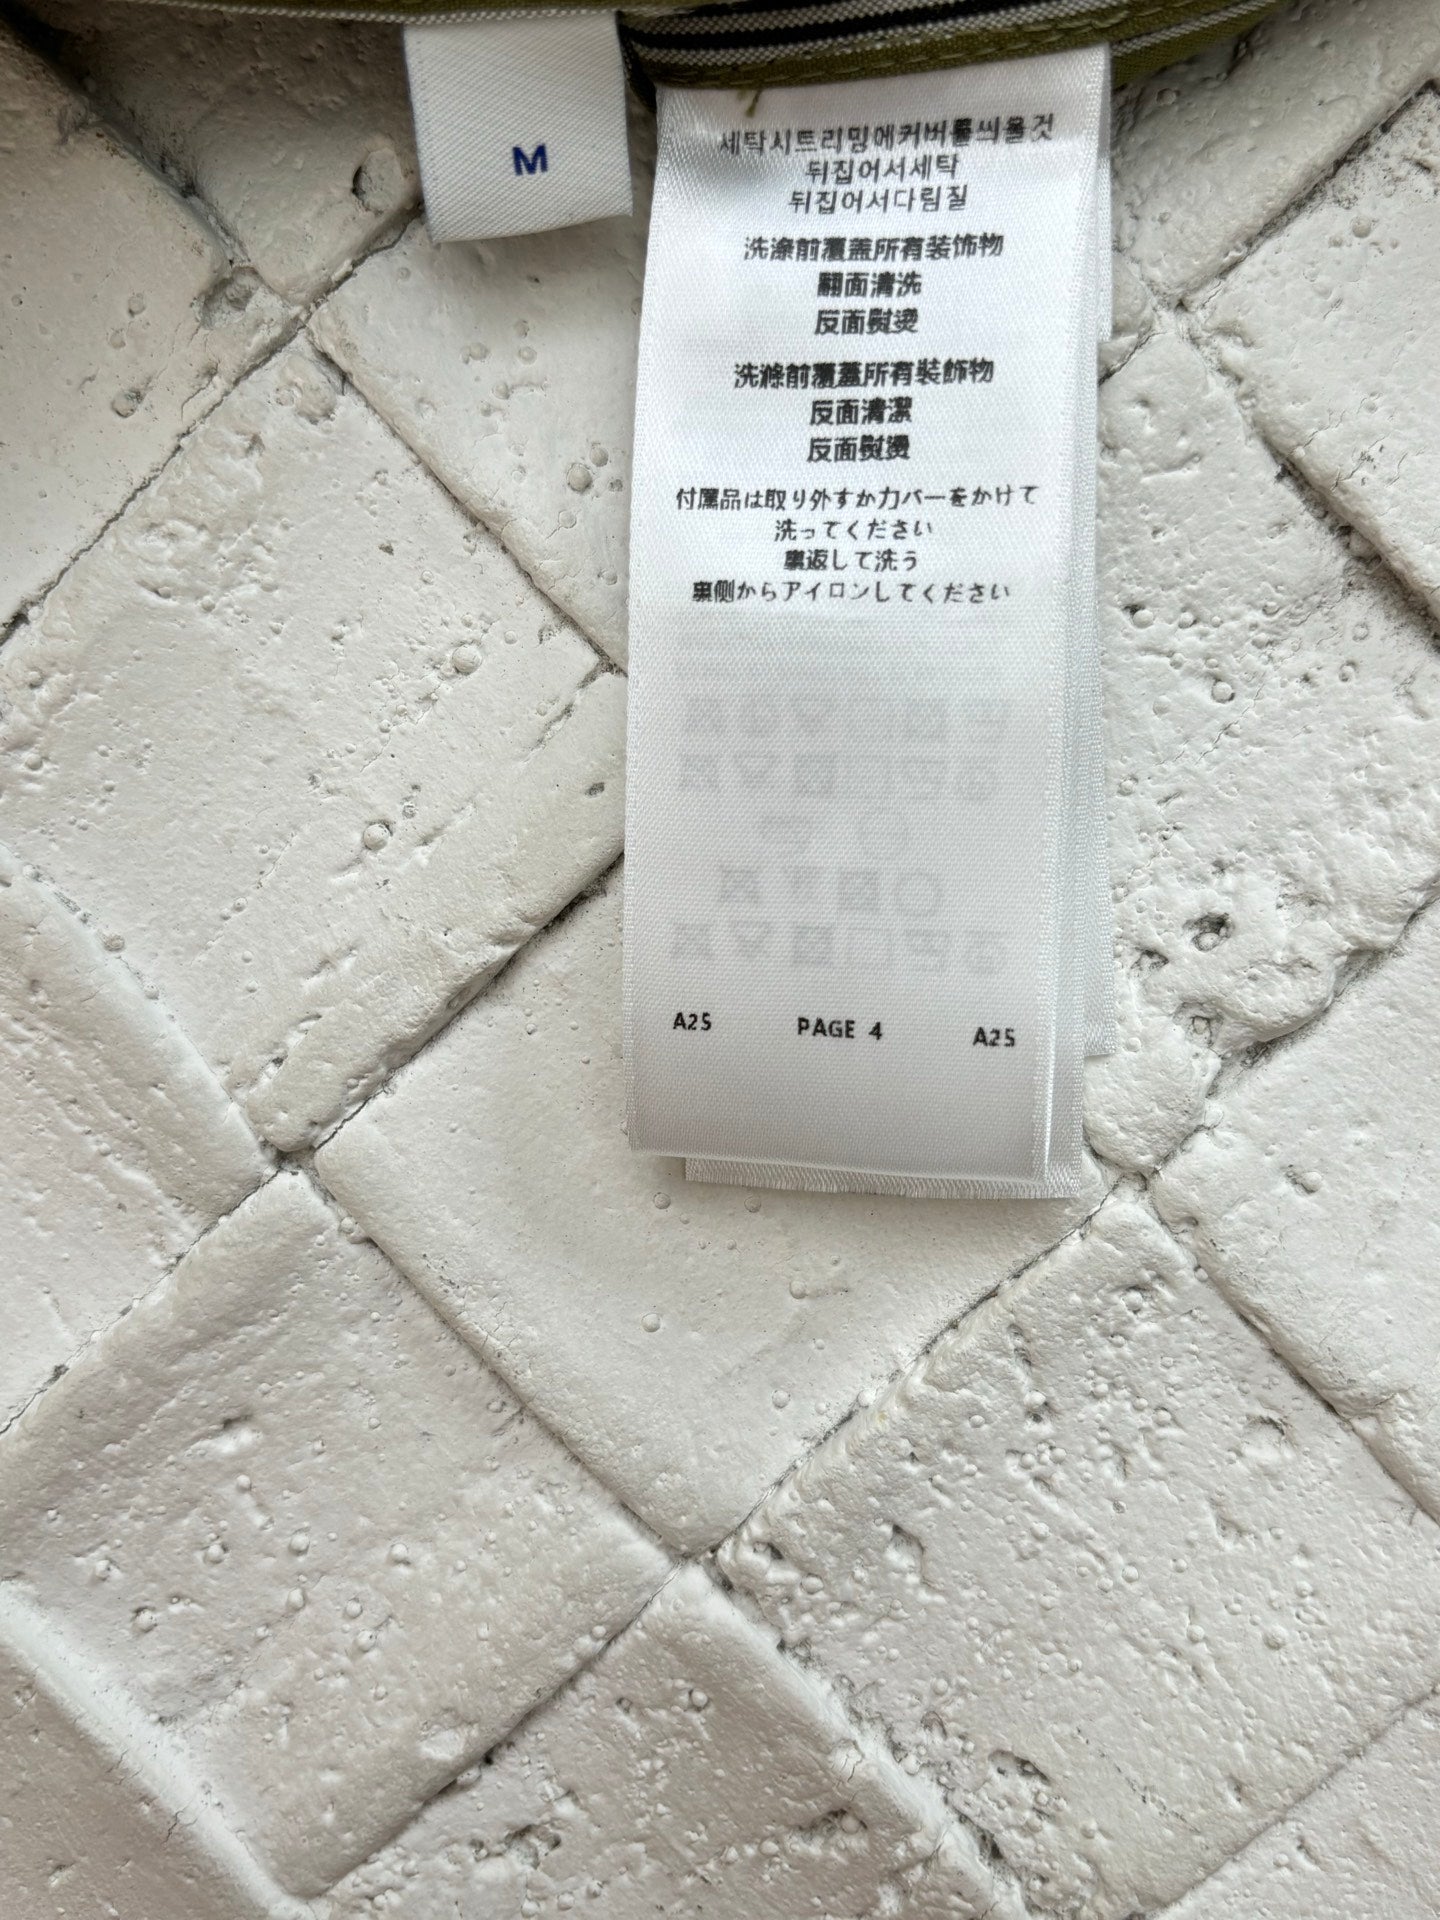 M
세탁시트리밍에커버를씌울것
뒤집어서세탁
뒤집어서다림질
洗涤前覆盖所有装饰物
翻面清洗
反面熨烫
洗滌前覆蓋所有裝飾物
反面清潔
反面熨燙
付属品は取り外すか力バーをかけて
洗ってください
裏返して洗う
裏側からアイロンしてください
A25 PAGE 4 A25